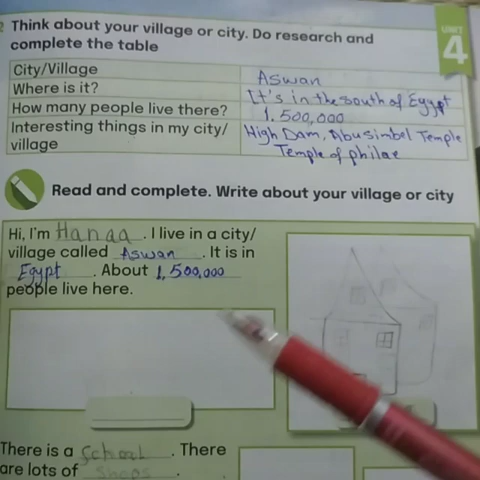 2 Think about your village or city. Do research and
complete the table
UNIT
4
City/Village Aswan
Where is it? It's in the south of Egypt
How many people live there? 1.500,000
Interesting things in my city/ High Dam, Abusimbel Temple
village Temple of philae
Read and complete. Write about your village or city
Hi, I'm Hanaa. I live in a city/
village called Aswan. It is in
Egypt. About 1,500,000
people live here.
There is a school. There
are lots of shops.